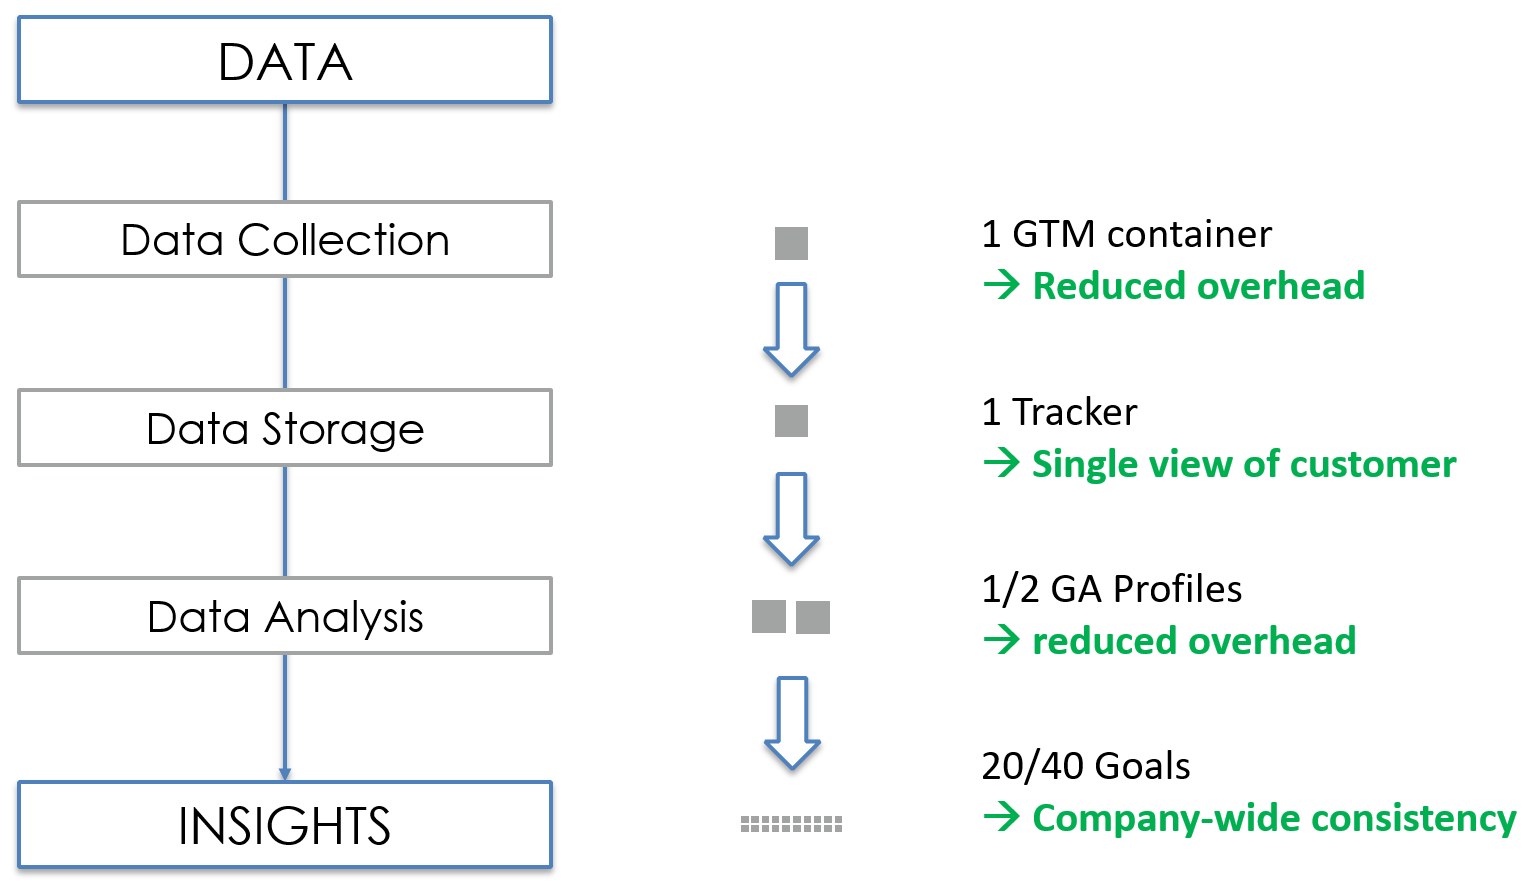 DATA
Data Collection
1 GTM container
→ Reduced overhead
Data Storage
1 Tracker
→ Single view of customer
Data Analysis
1/2 GA Profiles
→ reduced overhead
INSIGHTS
20/40 Goals
→ Company-wide consistency